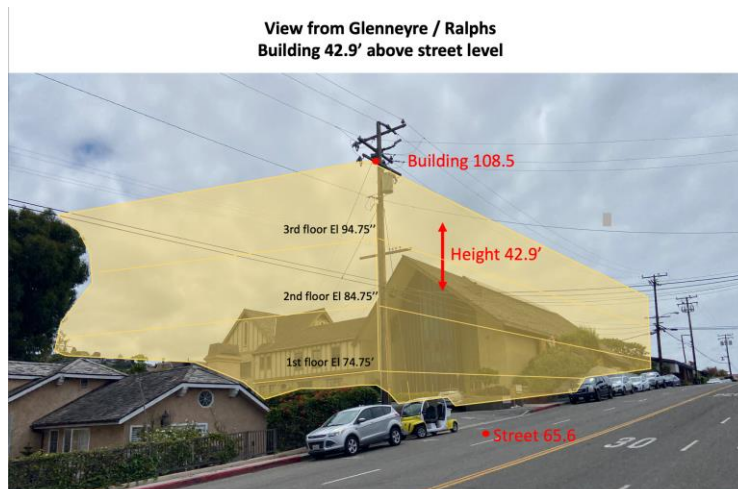 View from Glenneyre / Ralphs
Building 42.9’ above street level
Building 108.5
3rd floor El 94.75’’
Height 42.9’
2nd floor El 84.75’’
1st floor El 74.75’
Street 65.6
30